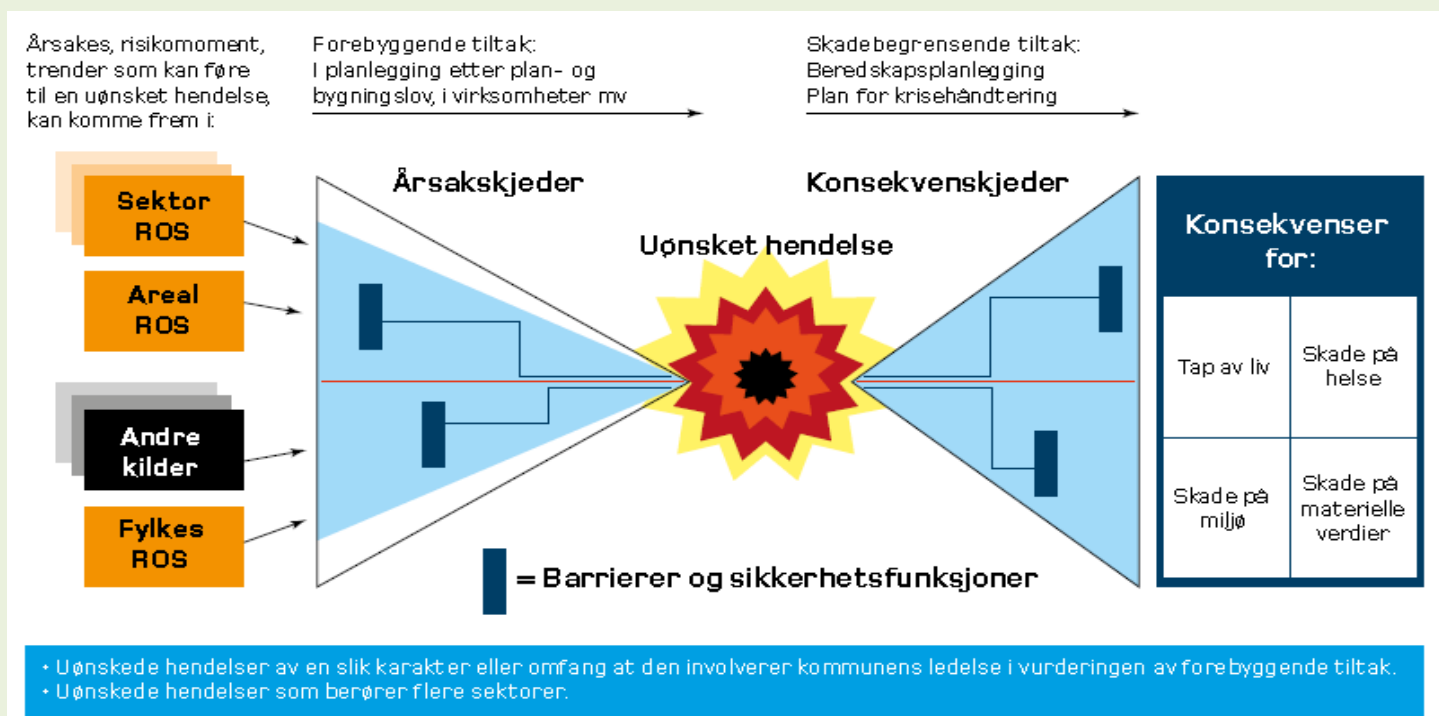 Årsakes, risikomoment,
trender som kan føre
til en uønsket hendelse,
kan komme frem i:
Forebyggende tiltak:
I planlegging etter plan- og
bygningslov, i virksomheter mv
Skadebegrensende tiltak:
Beredskapsplanlegging
Plan for krisehåndtering
Sektor
ROS
Areal
ROS
Andre
kilder
Fylkes
ROS
Årsakskjeder
Uønsket hendelse
Konsekvenskjeder
= Barrierer og sikkerhetsfunksjoner
Konsekvenser
for:
Tap av liv
Skade på
helse
Skade på
miljø
Skade på
materielle
verdier
• Uønskede hendelser av en slik karakter eller omfang at den involverer kommunens ledelse i vurderingen av forebyggende tiltak.
• Uønskede hendelser som berører flere sektorer.